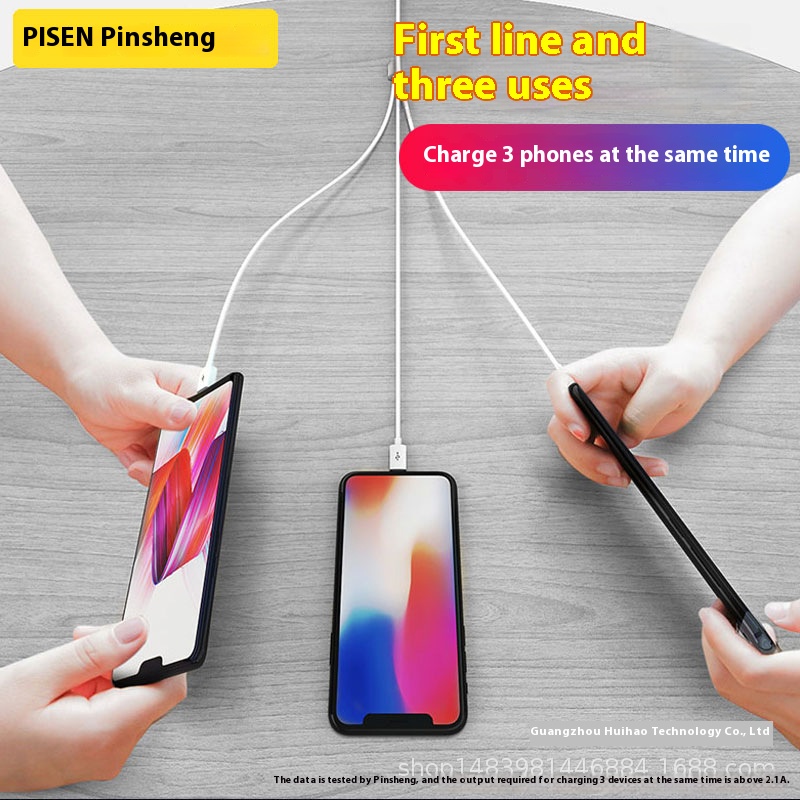 PISEN Pinsheng
First line and
three uses
Charge 3 phones at the same time
Guangzhou Huihao Technology Co., Ltd
shop1483981446884.1688.com
The data is tested by Pinsheng, and the output required for charging 3 devices at the same time is above 2.1A.